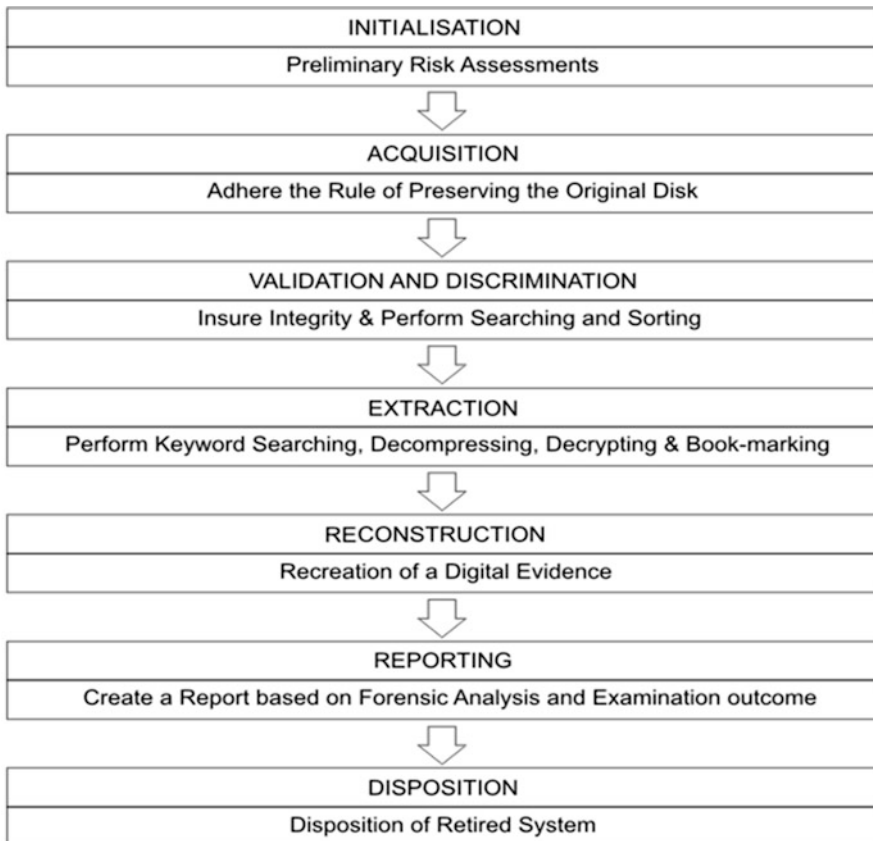 INITIALISATION
Preliminary Risk Assessments
ACQUISITION
Adhere the Rule of Preserving the Original Disk
VALIDATION AND DISCRIMINATION
Insure Integrity & Perform Searching and Sorting
EXTRACTION
Perform Keyword Searching, Decompressing, Decrypting & Book-marking
RECONSTRUCTION
Recreation of a Digital Evidence
REPORTING
Create a Report based on Forensic Analysis and Examination outcome
DISPOSITION
Disposition of Retired System